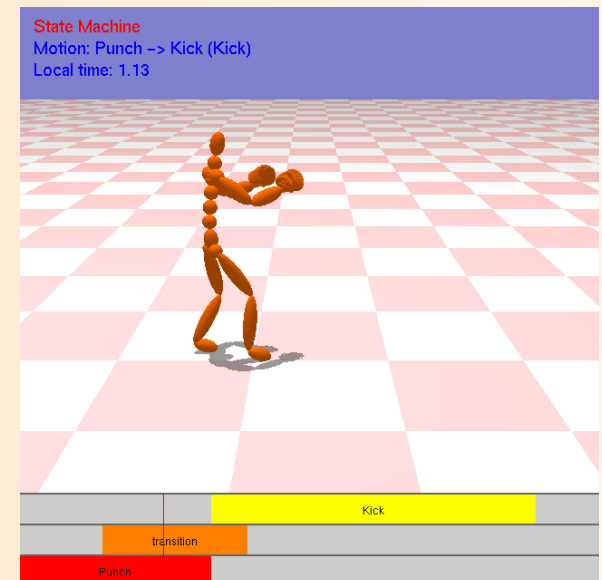 State Machine
Motion: Punch -> Kick (Kick)
Local time: 1.13
Kick
transition
Punch